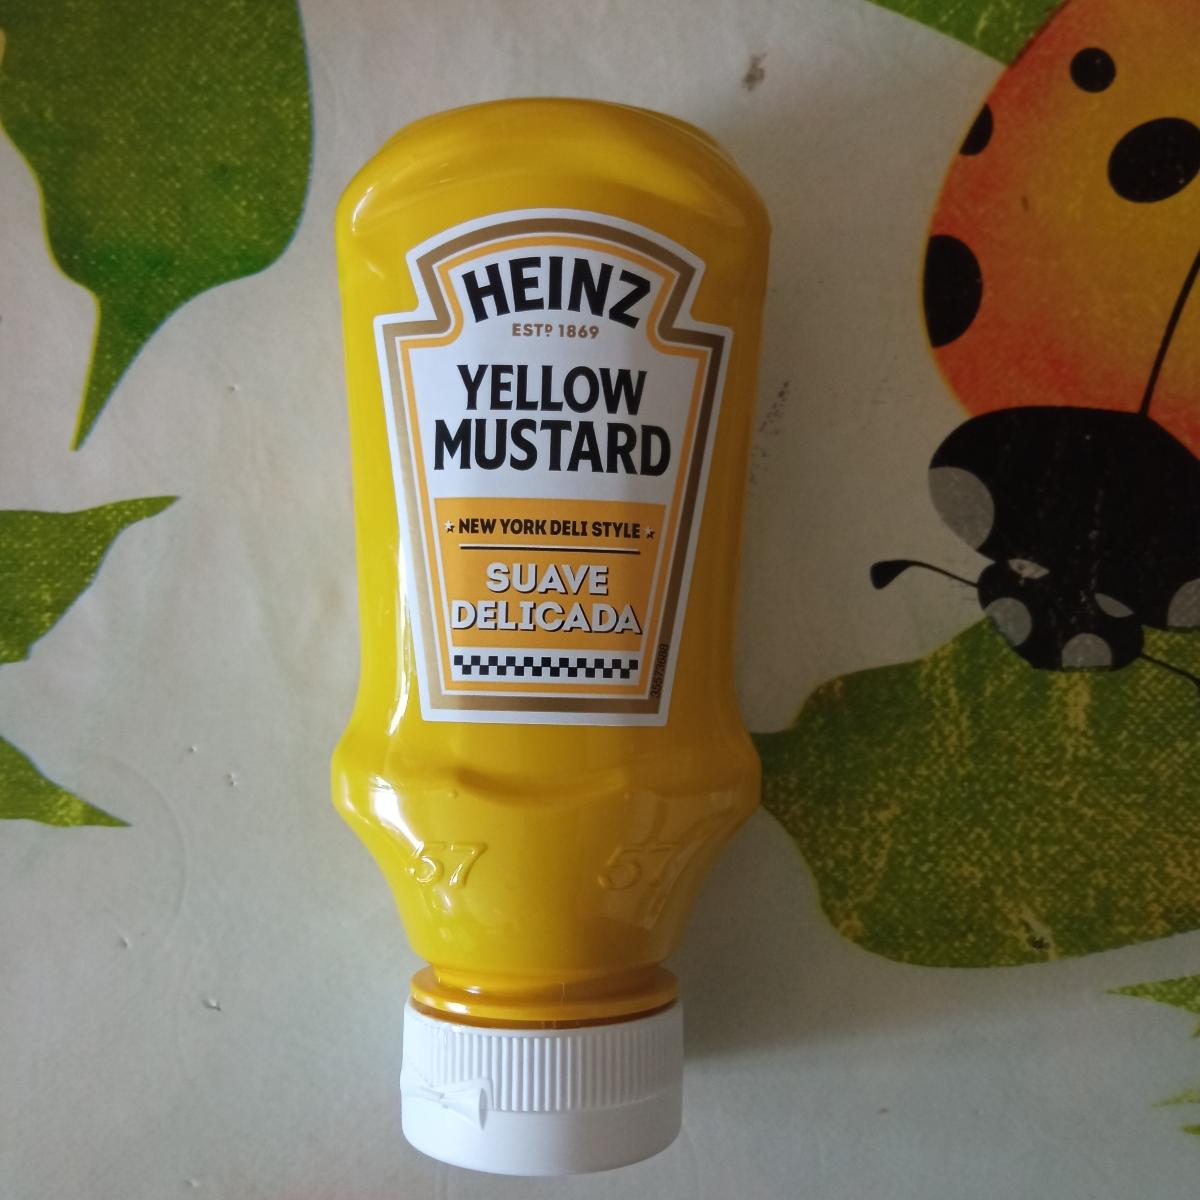 HEINZ
ESTD 1869
YELLOW
MUSTARD
NEW YORK DELI STYLE
SUAVE
DELICADA
57 57